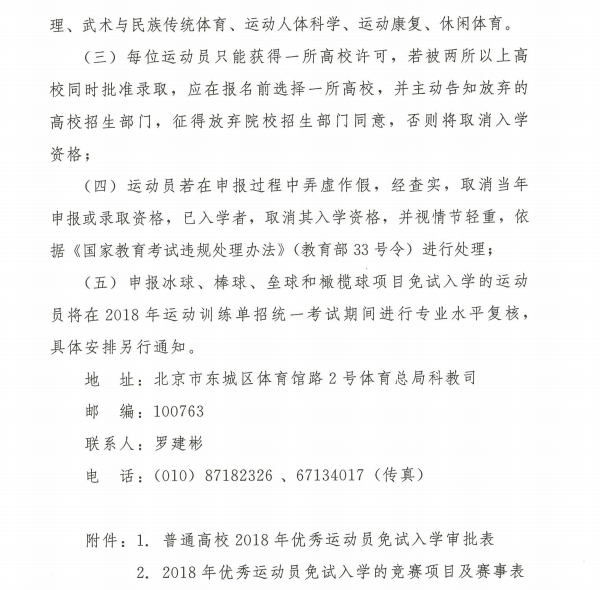 理、武术与民族传统体育、运动人体科学、运动康复、休闲体育。
（三）每位运动员只能获得一所高校许可，若被两所以上高
校同时批准录取，应在报名前选择一所高校，并主动告知放弃的
高校招生部门，征得放弃院校招生部门同意，否则将取消入学
资格；
（四）运动员若在申报过程中弄虚作假，经查实，取消当年
申报或录取资格，已入学者，取消其入学资格，并视情节轻重，依
据《国家教育考试违规处理办法》（教育部 33 号令）进行处理；
（五）申报冰球、棒球、垒球和橄榄球项目免试入学的运动
员将在 2018 年运动训练单招统一考试期间进行专业水平复核，
具体安排另行通知。
地 址：北京市东城区体育馆路 2 号体育总局科教司
邮 编：100763
联系人：罗建彬
电 话：（010）87182326 、67134017（传真）
附件：1. 普通高校 2018 年优秀运动员免试入学审批表
2. 2018 年优秀运动员免试入学的竞赛项目及赛事表